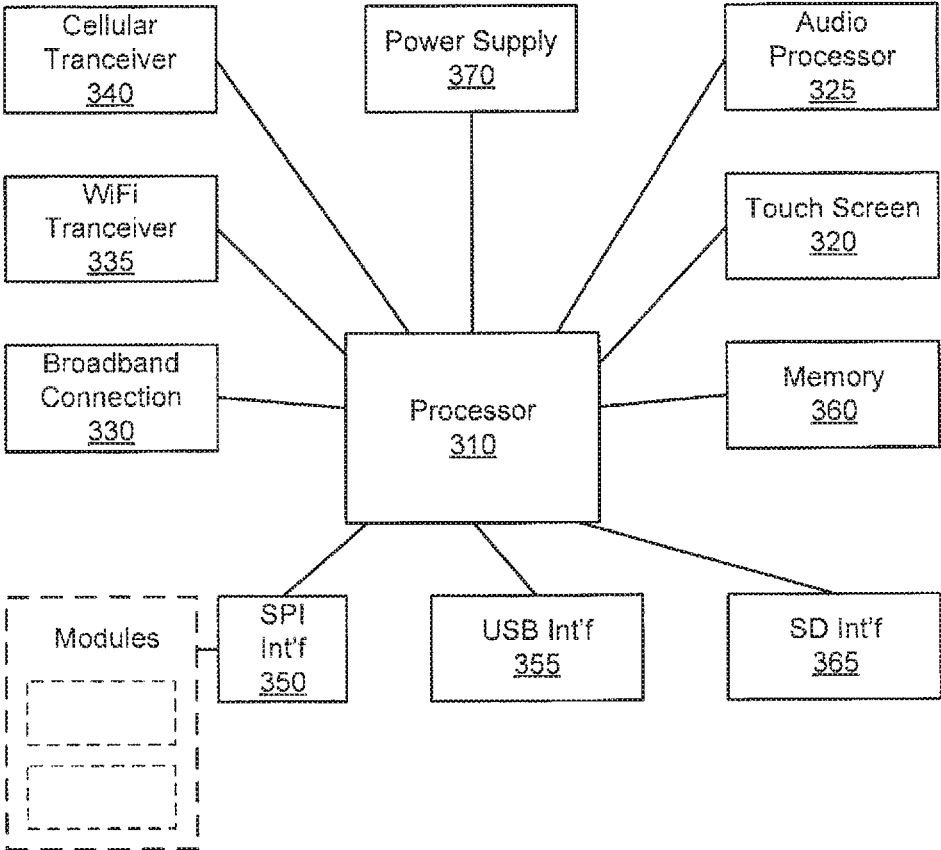 Cellular
Tranceiver
340
Power Supply
370
Audio
Processor
325
WiFi
Tranceiver
335
Touch Screen
320
Broadband
Connection
330
Processor
310
Memory
360
Modules
SPI
Int'f
350
USB Int'f
355
SD Int'f
365